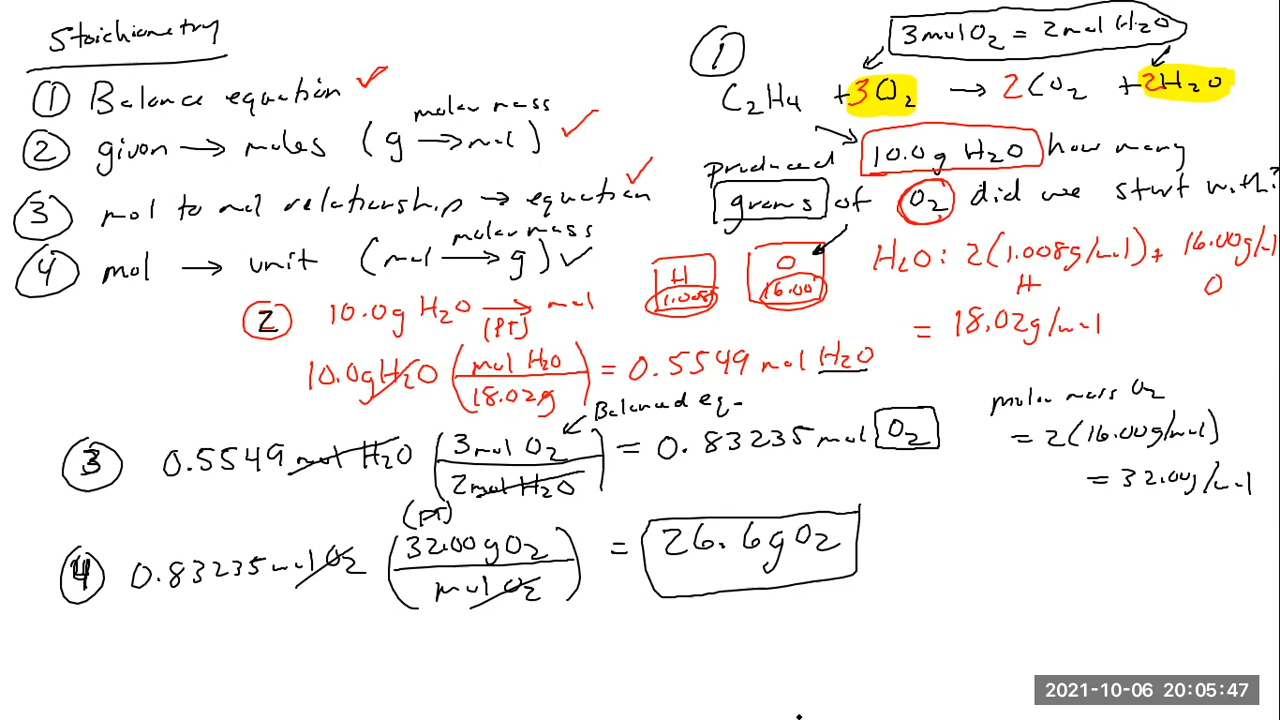 Stoichiometry
① Balance equation ✓
② given → moles (g → mol) ✓
molar mass
③ mol to mol relationship → equation ✓
④ mol → unit (mol → g) ✓
molar mass
① 3 mol O₂ = 2 mol H₂O
C₂H₄ + 3O₂ → 2CO₂ + 2H₂O
produced 10.0g H₂O how many
grams of O₂ did we start with?
H 1.008
O 16.00
H₂O: 2(1.008g/mol) + 16.00g/mol
H O
= 18.02g/mol
② 10.0g H₂O → mol
(PT)
10.0g H₂O (mol H₂O / 18.02g) = 0.5549 mol H₂O
Balanced eq.
③ 0.5549 mol H₂O (3 mol O₂ / 2 mol H₂O) = 0.83235 mol O₂
molar mass O₂
= 2(16.00g/mol)
= 32.00g/mol
(PT)
④ 0.83235 mol O₂ (32.00 g O₂ / mol O₂) = 26.6g O₂
2021-10-06 20:05:47